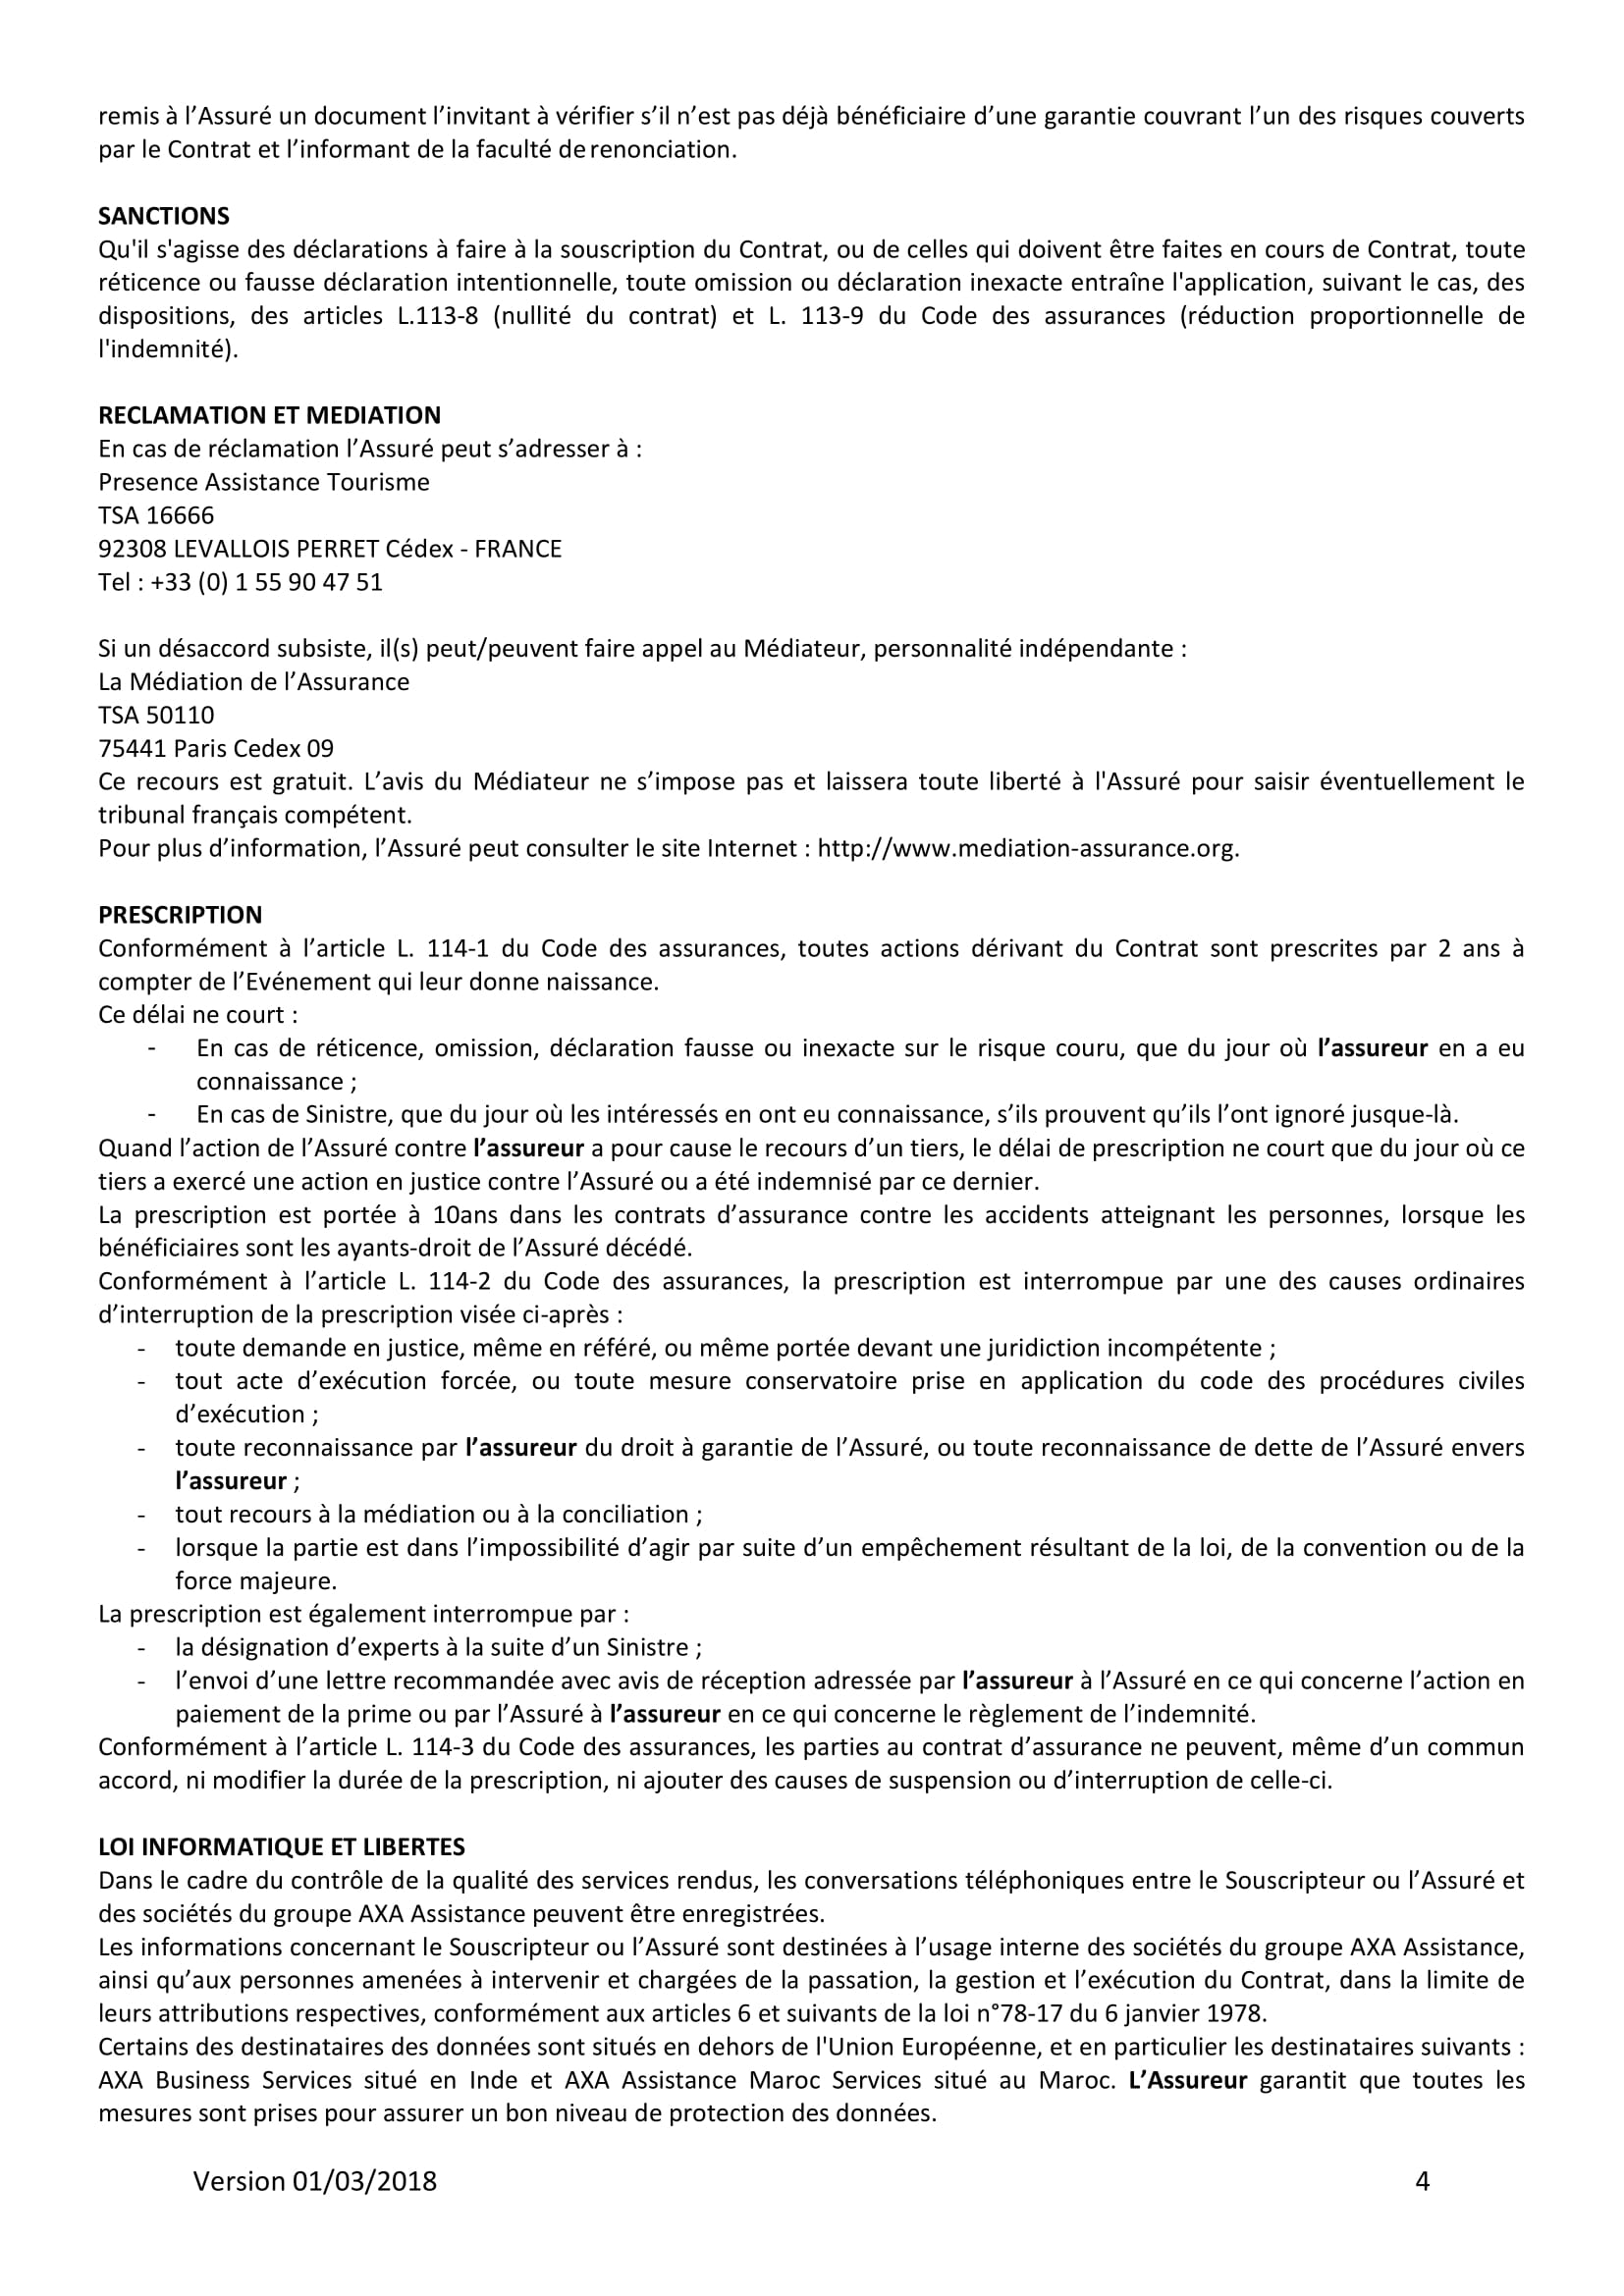 remis à l’Assuré un document l’invitant à vérifier s’il n’est pas déjà bénéficiaire d’une garantie couvrant l’un des risques couverts
par le Contrat et l’informant de la faculté de renonciation.
SANCTIONS
Qu'il s'agisse des déclarations à faire à la souscription du Contrat, ou de celles qui doivent être faites en cours de Contrat, toute
réticence ou fausse déclaration intentionnelle, toute omission ou déclaration inexacte entraîne l'application, suivant le cas, des
dispositions, des articles L.113-8 (nullité du contrat) et L. 113-9 du Code des assurances (réduction proportionnelle de
l'indemnité).
RECLAMATION ET MEDIATION
En cas de réclamation l’Assuré peut s’adresser à :
Presence Assistance Tourisme
TSA 16666
92308 LEVALLOIS PERRET Cédex - FRANCE
Tel : +33 (0) 1 55 90 47 51
Si un désaccord subsiste, il(s) peut/peuvent faire appel au Médiateur, personnalité indépendante :
La Médiation de l’Assurance
TSA 50110
75441 Paris Cedex 09
Ce recours est gratuit. L’avis du Médiateur ne s’impose pas et laissera toute liberté à l'Assuré pour saisir éventuellement le
tribunal français compétent.
Pour plus d’information, l’Assuré peut consulter le site Internet : http://www.mediation-assurance.org.
PRESCRIPTION
Conformément à l’article L. 114-1 du Code des assurances, toutes actions dérivant du Contrat sont prescrites par 2 ans à
compter de l’Evénement qui leur donne naissance.
Ce délai ne court :
- En cas de réticence, omission, déclaration fausse ou inexacte sur le risque couru, que du jour où l’assureur en a eu
connaissance ;
- En cas de Sinistre, que du jour où les intéressés en ont eu connaissance, s’ils prouvent qu’ils l’ont ignoré jusque-là.
Quand l’action de l’Assuré contre l’assureur a pour cause le recours d’un tiers, le délai de prescription ne court que du jour où ce
tiers a exercé une action en justice contre l’Assuré ou a été indemnisé par ce dernier.
La prescription est portée à 10ans dans les contrats d’assurance contre les accidents atteignant les personnes, lorsque les
bénéficiaires sont les ayants-droit de l’Assuré décédé.
Conformément à l’article L. 114-2 du Code des assurances, la prescription est interrompue par une des causes ordinaires
d’interruption de la prescription visée ci-après :
- toute demande en justice, même en référé, ou même portée devant une juridiction incompétente ;
- tout acte d’exécution forcée, ou toute mesure conservatoire prise en application du code des procédures civiles
d’exécution ;
- toute reconnaissance par l’assureur du droit à garantie de l’Assuré, ou toute reconnaissance de dette de l’Assuré envers
l’assureur ;
- tout recours à la médiation ou à la conciliation ;
- lorsque la partie est dans l’impossibilité d’agir par suite d’un empêchement résultant de la loi, de la convention ou de la
force majeure.
La prescription est également interrompue par :
- la désignation d’experts à la suite d’un Sinistre ;
- l’envoi d’une lettre recommandée avec avis de réception adressée par l’assureur à l’Assuré en ce qui concerne l’action en
paiement de la prime ou par l’Assuré à l’assureur en ce qui concerne le règlement de l’indemnité.
Conformément à l’article L. 114-3 du Code des assurances, les parties au contrat d’assurance ne peuvent, même d’un commun
accord, ni modifier la durée de la prescription, ni ajouter des causes de suspension ou d’interruption de celle-ci.
LOI INFORMATIQUE ET LIBERTES
Dans le cadre du contrôle de la qualité des services rendus, les conversations téléphoniques entre le Souscripteur ou l’Assuré et
des sociétés du groupe AXA Assistance peuvent être enregistrées.
Les informations concernant le Souscripteur ou l’Assuré sont destinées à l’usage interne des sociétés du groupe AXA Assistance,
ainsi qu’aux personnes amenées à intervenir et chargées de la passation, la gestion et l’exécution du Contrat, dans la limite de
leurs attributions respectives, conformément aux articles 6 et suivants de la loi n°78-17 du 6 janvier 1978.
Certains des destinataires des données sont situés en dehors de l'Union Européenne, et en particulier les destinataires suivants :
AXA Business Services situé en Inde et AXA Assistance Maroc Services situé au Maroc. L’Assureur garantit que toutes les
mesures sont prises pour assurer un bon niveau de protection des données.
Version 01/03/2018 4